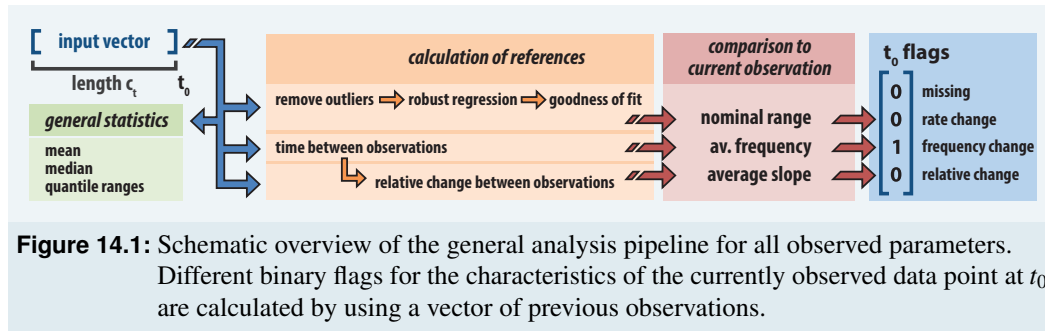 [ input vector ]
length c_t t_0
general statistics
mean
median
quantile ranges
calculation of references
remove outliers robust regression goodness of fit
time between observations
relative change between observations
comparison to
current observation
nominal range
av. frequency
average slope
t_0 flags
0 missing
0 rate change
1 frequency change
0 relative change
Figure 14.1: Schematic overview of the general analysis pipeline for all observed parameters.
Different binary flags for the characteristics of the currently observed data point at t_0
are calculated by using a vector of previous observations.